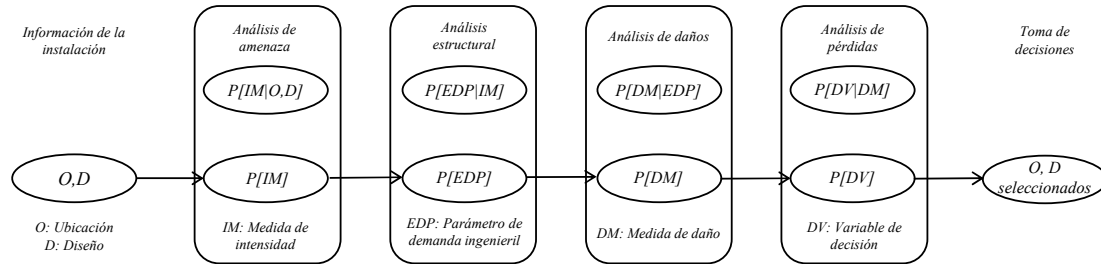 Información de la
instalación
O,D
O: Ubicación
D: Diseño
Análisis de
amenaza
P[IM|O,D]
P[IM]
IM: Medida de
intensidad
Análisis
estructural
P[EDP|IM]
P[EDP]
EDP: Parámetro de
demanda ingenieril
Análisis de daños
P[DM|EDP]
P[DM]
DM: Medida de daño
Análisis de
pérdidas
P[DV|DM]
P[DV]
DV: Variable de
decisión
Toma de
decisiones
O, D
seleccionados